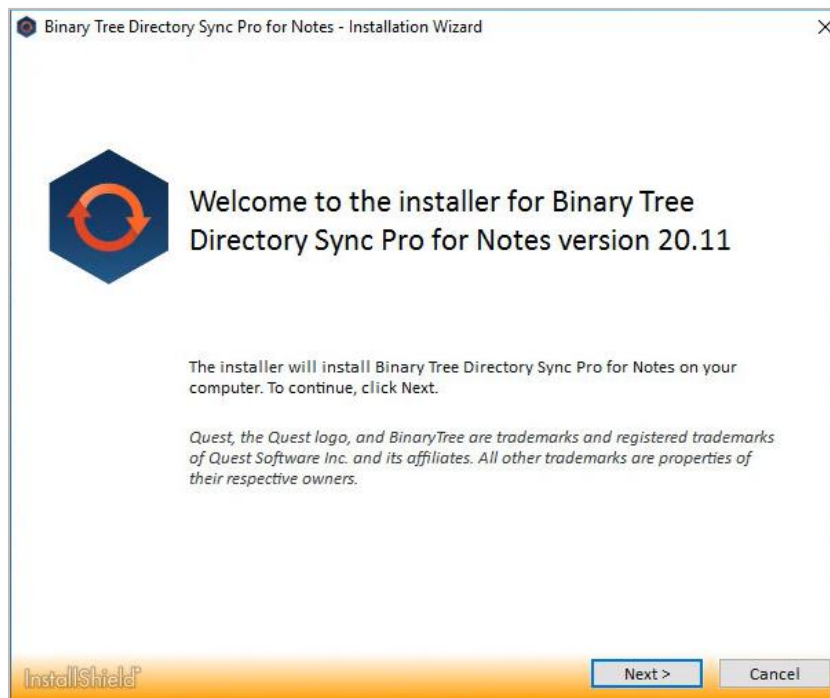 Binary Tree Directory Sync Pro for Notes - Installation Wizard
Welcome to the installer for Binary Tree
Directory Sync Pro for Notes version 20.11
The installer will install Binary Tree Directory Sync Pro for Notes on your
computer. To continue, click Next.
Quest, the Quest logo, and BinaryTree are trademarks and registered trademarks
of Quest Software Inc. and its affiliates. All other trademarks are properties of
their respective owners.
InstallShield
Next >
Cancel